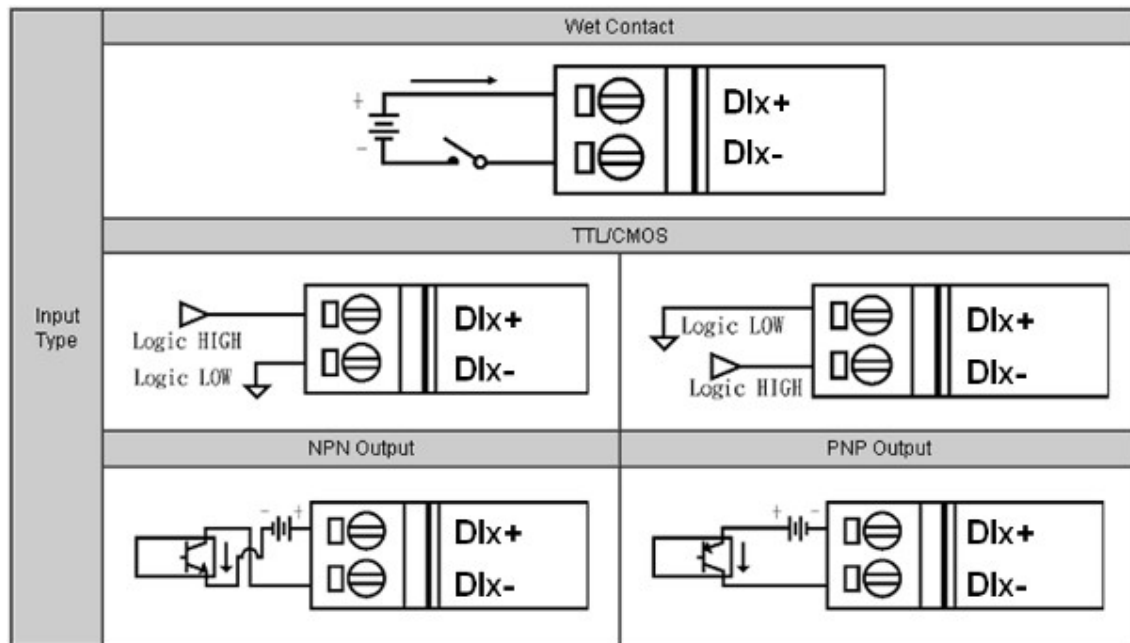 Wet Contact
+
-
DIx+
DIx-
TTL/CMOS
Input
Type
Logic HIGH
Logic LOW
DIx+
DIx-
Logic LOW
Logic HIGH
DIx+
DIx-
NPN Output
PNP Output
- +
DIx+
DIx-
+ -
DIx+
DIx-